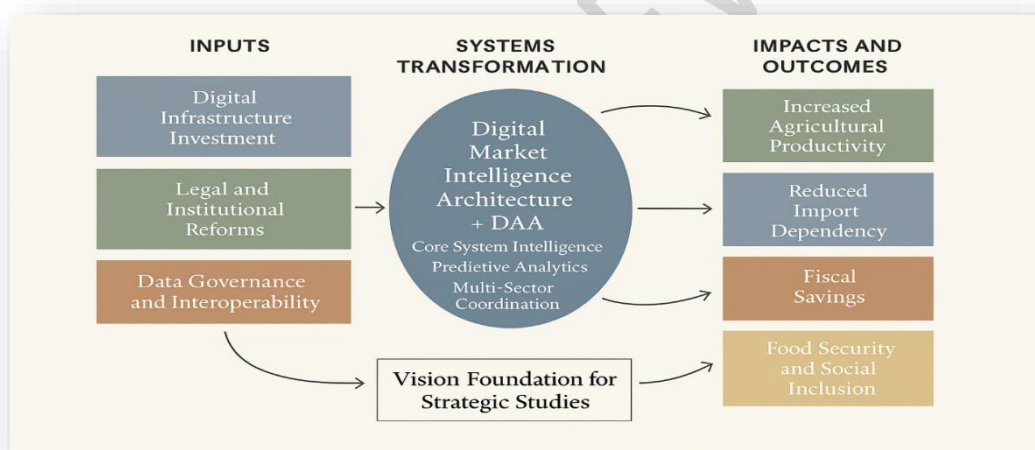 INPUTS
Digital
Infrastructure
Investment
Legal and
Institutional
Reforms
Data Governance
and Interoperability
SYSTEMS
TRANSFORMATION
Digital
Market
Intelligence
Architecture
+ DAA
Core System Intelligence
Predietive Analytics
Multi-Sector
Coordination
Vision Foundation for
Strategic Studies
IMPACTS AND
OUTCOMES
Increased
Agricultural
Productivity
Reduced
Import
Dependency
Fiscal
Savings
Food Security
and Social
Inclusion